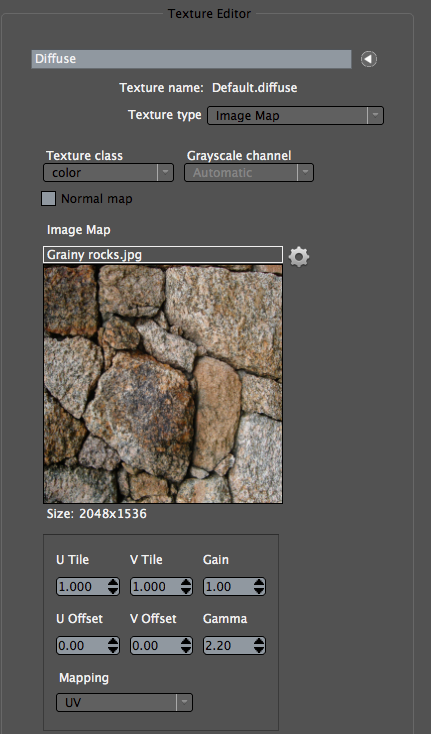 Texture Editor
Diffuse
Texture name: Default.diffuse
Texture type Image Map
Texture class Grayscale channel
color Automatic
Normal map
Image Map
Grainy rocks.jpg
Size: 2048x1536
U Tile V Tile Gain
1.000 1.000 1.00
U Offset V Offset Gamma
0.00 0.00 2.20
Mapping
UV